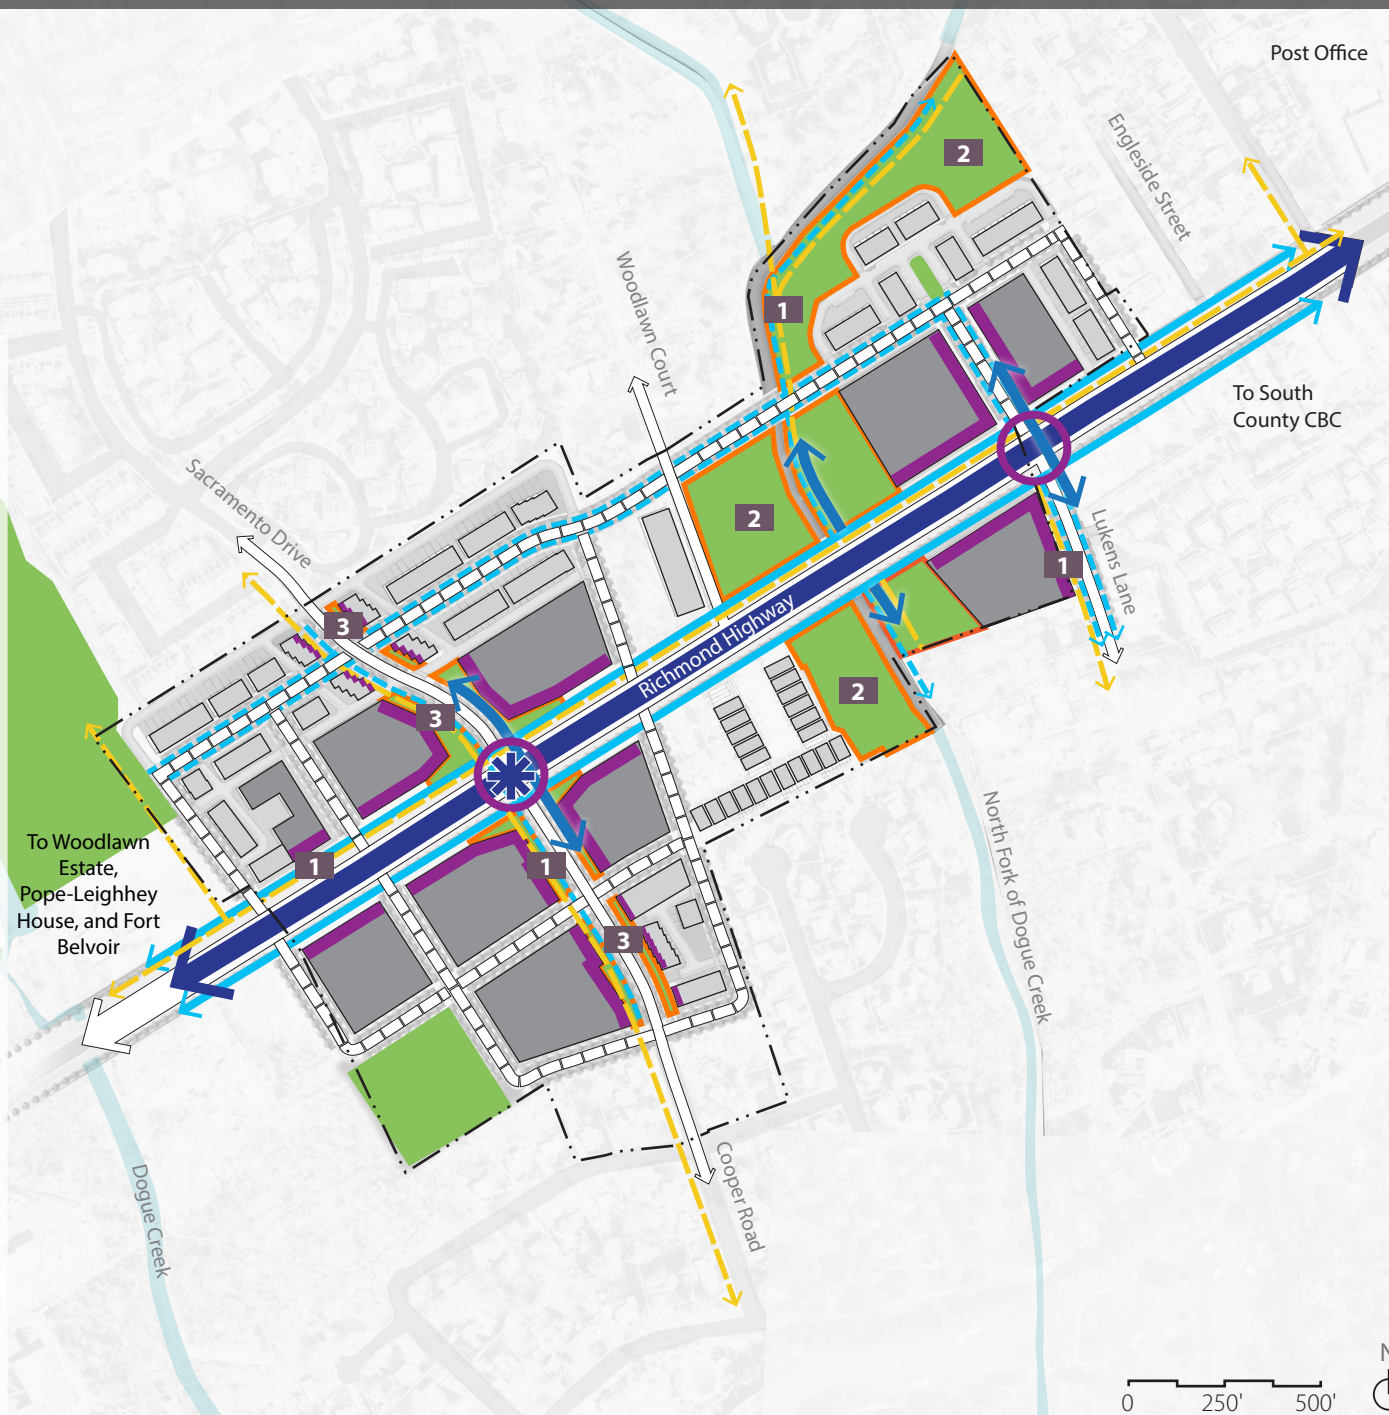 Post Office
Engleside Street
2
1
Woodlawn Court
To South
County CBC
Sacramento Drive
2
Lukens Lane
1
3
Richmond Highway
2
3
To Woodlawn
Estate,
Pope-Leighhey
House, and Fort
Belvoir
1
1
North Fork of Dogue Creek
3
Dogue Creek
Cooper Road
N
0 250' 500'